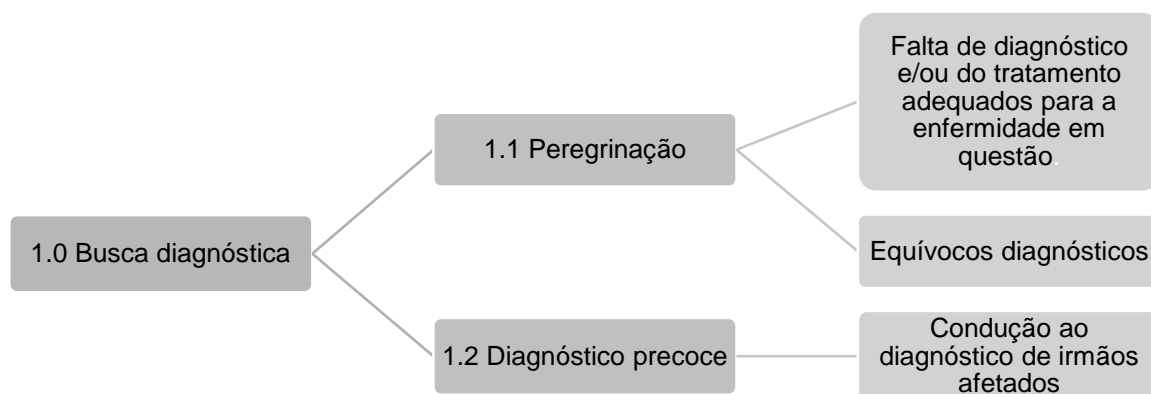 Falta de diagnóstico
e/ou do tratamento
adequados para a
enfermidade em
questão.
1.1 Peregrinação
1.0 Busca diagnóstica
Equívocos diagnósticos
1.2 Diagnóstico precoce
Condução ao
diagnóstico de irmãos
afetados